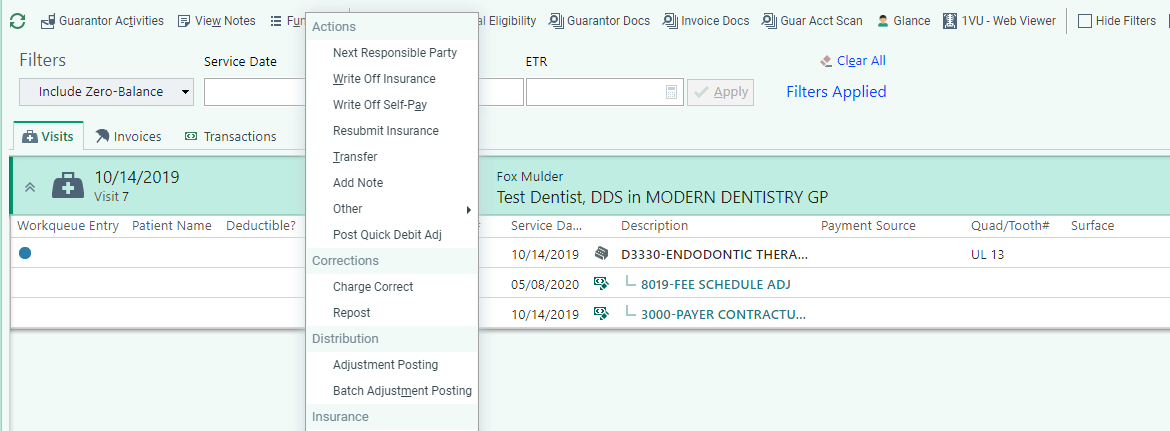 Guarantor Activities View Notes Fun l Eligibility Guarantor Docs Invoice Docs Guar Acct Scan Glance 1VU - Web Viewer Hide Filters
Filters Service Date ETR Clear All
Include Zero-Balance Apply Filters Applied
Visits Invoices Transactions
10/14/2019
Visit 7
Fox Mulder
Test Dentist, DDS in MODERN DENTISTRY GP
Workqueue Entry Patient Name Deductible? Service Da... Description Payment Source Quad/Tooth# Surface
10/14/2019 D3330-ENDODONTIC THERA... UL 13
05/08/2020 8019-FEE SCHEDULE ADJ
10/14/2019 3000-PAYER CONTRACTU...
Actions
Next Responsible Party
Write Off Insurance
Write Off Self-Pay
Resubmit Insurance
Transfer
Add Note
Other
Post Quick Debit Adj
Corrections
Charge Correct
Repost
Distribution
Adjustment Posting
Batch Adjustment Posting
Insurance